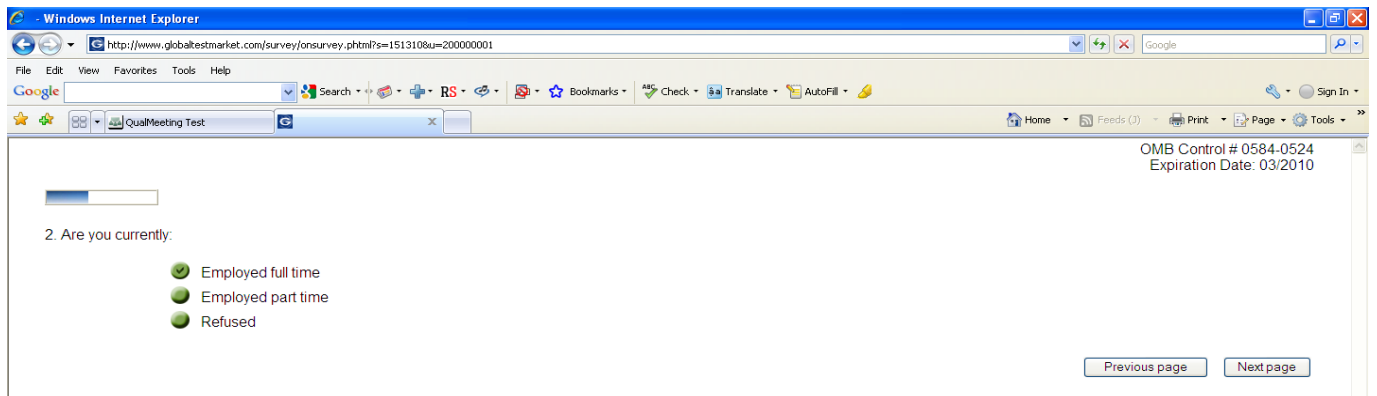 - Windows Internet Explorer
http://www.globaltestmarket.com/survey/onsurvey.phtml?s=151310&u=200000001
Google
File Edit View Favorites Tools Help
Google Search RS Bookmarks ABC Check Translate AutoFill Sign In
QualMeeting Test G Home Feeds (J) Print Page Tools »
OMB Control # 0584-0524
Expiration Date: 03/2010
2. Are you currently:
Employed full time
Employed part time
Refused
Previous page Next page